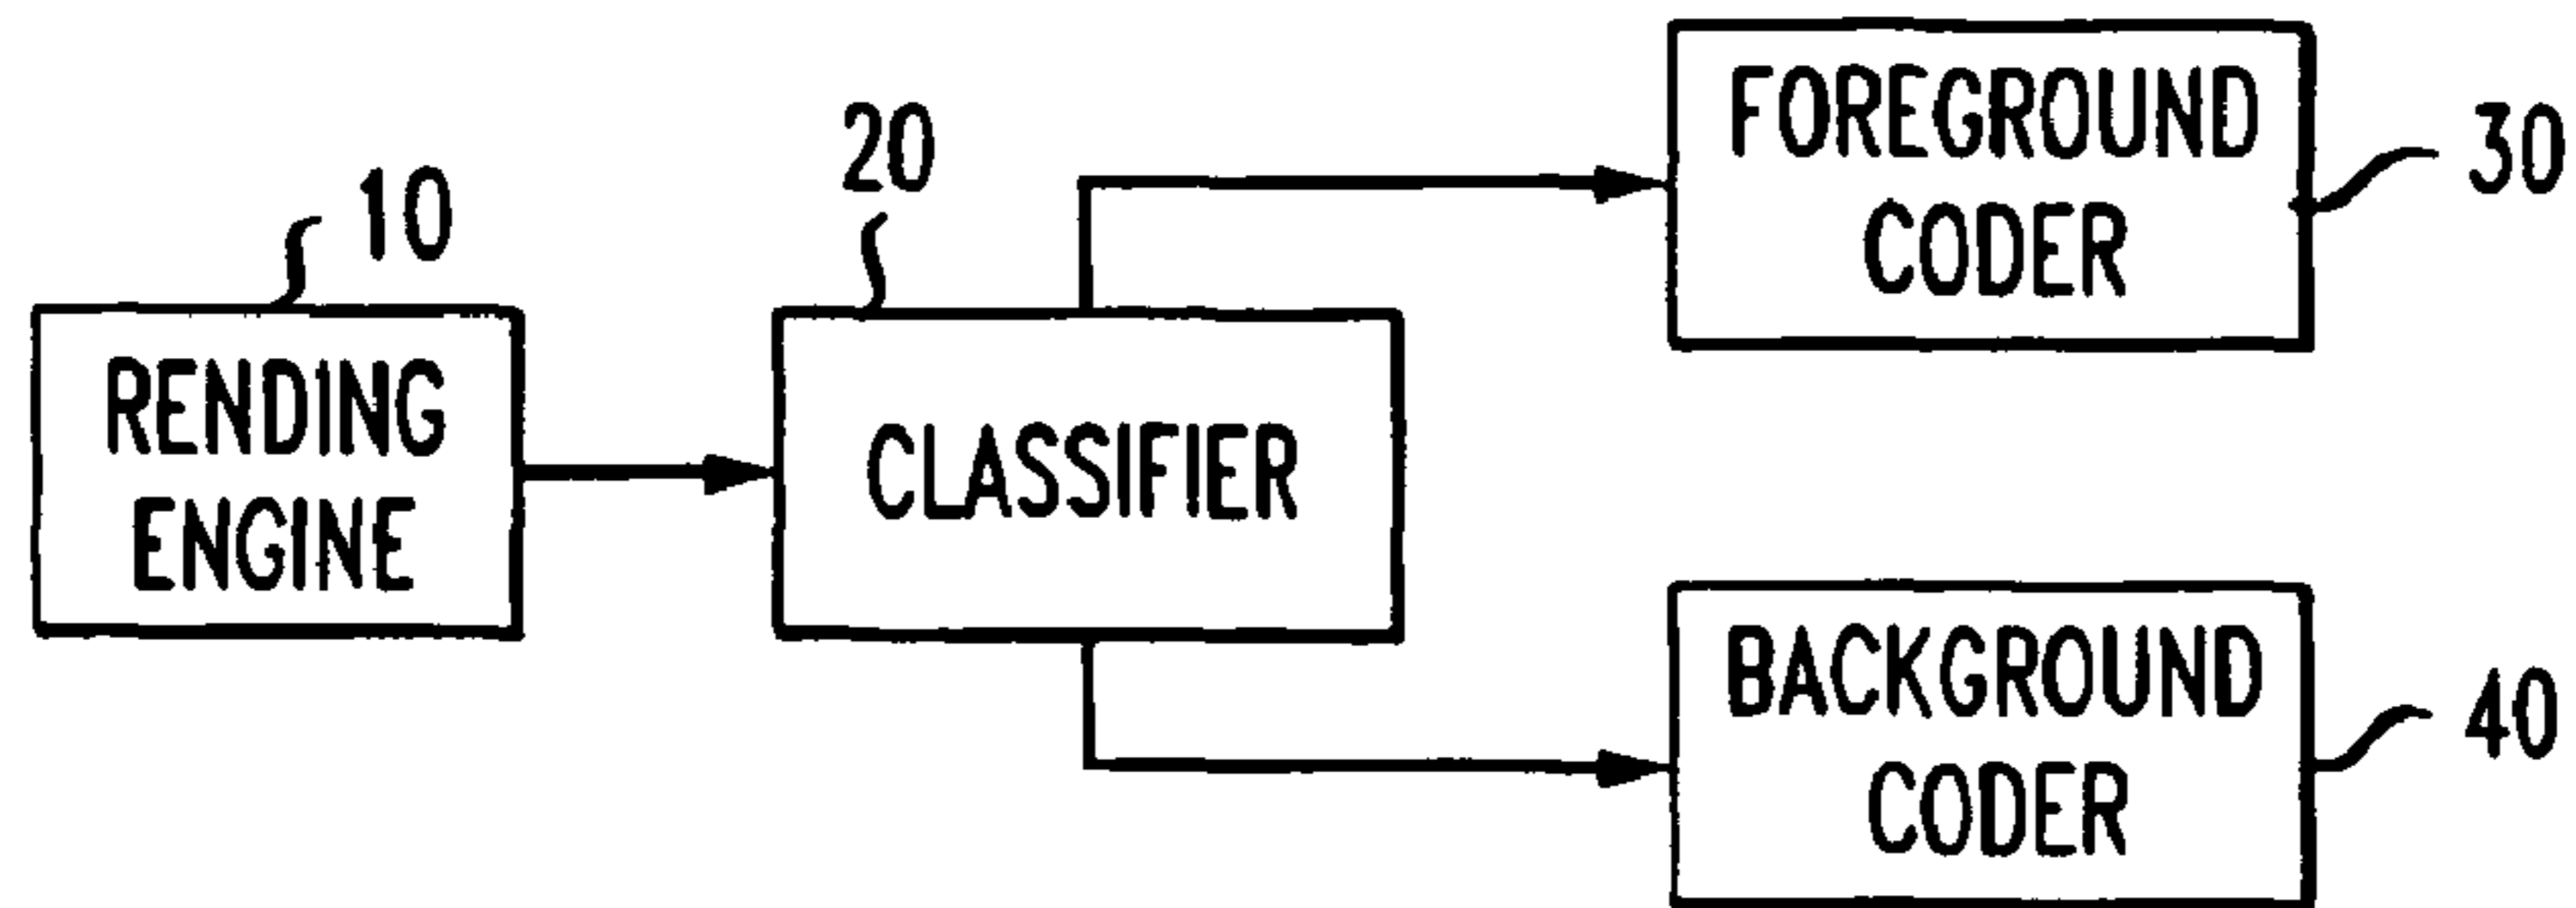 10
RENDING
ENGINE
20
CLASSIFIER
FOREGROUND
CODER
30
BACKGROUND
CODER
40